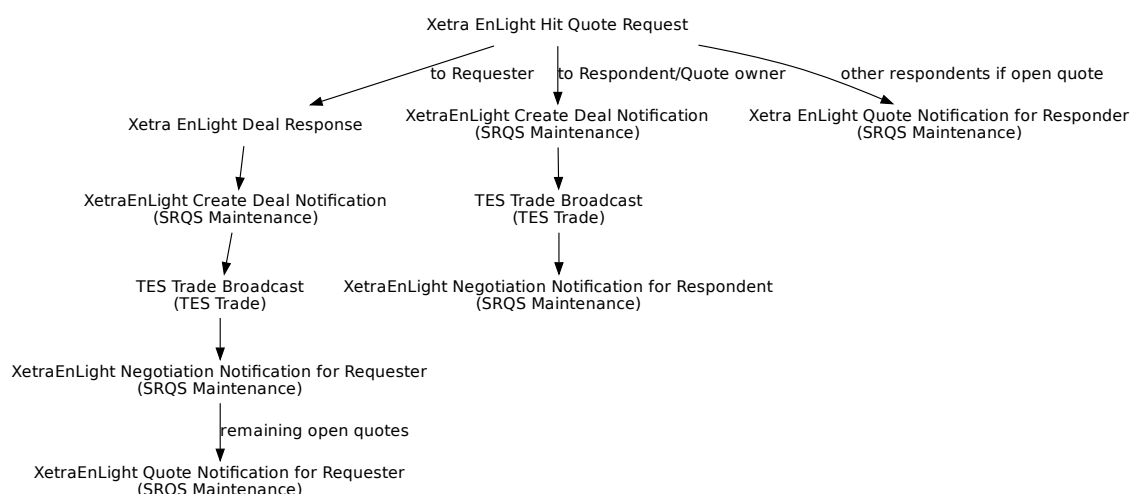 Xetra EnLight Hit Quote Request
to Requester
to Respondent/Quote owner
other respondents if open quote
Xetra EnLight Deal Response
XetraEnLight Create Deal Notification
(SRQS Maintenance)
Xetra EnLight Quote Notification for Responder
(SRQS Maintenance)
XetraEnLight Create Deal Notification
(SRQS Maintenance)
TES Trade Broadcast
(TES Trade)
TES Trade Broadcast
(TES Trade)
XetraEnLight Negotiation Notification for Respondent
(SRQS Maintenance)
XetraEnLight Negotiation Notification for Requester
(SRQS Maintenance)
remaining open quotes
XetraEnLight Quote Notification for Requester
(SRQS Maintenance)